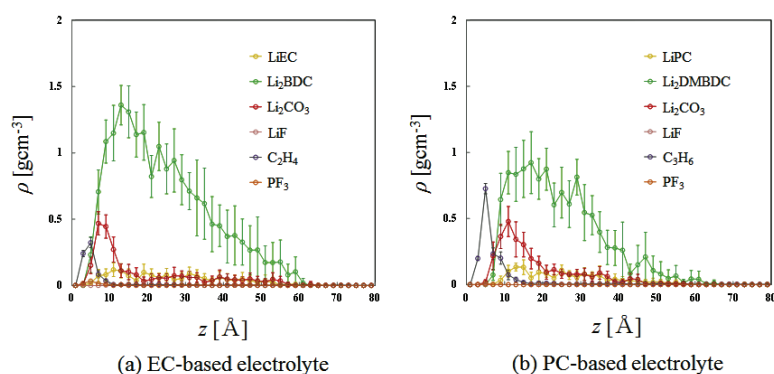 2
1.5
1
0.5
0
ρ [gcm-3]
LiEC
Li2BDC
Li2CO3
LiF
C2H4
PF3
0 10 20 30 40 50 60 70 80
z [Å]
(a) EC-based electrolyte
2
1.5
1
0.5
0
ρ [gcm-3]
LiPC
Li2DMBDC
Li2CO3
LiF
C3H6
PF3
0 10 20 30 40 50 60 70 80
z [Å]
(b) PC-based electrolyte